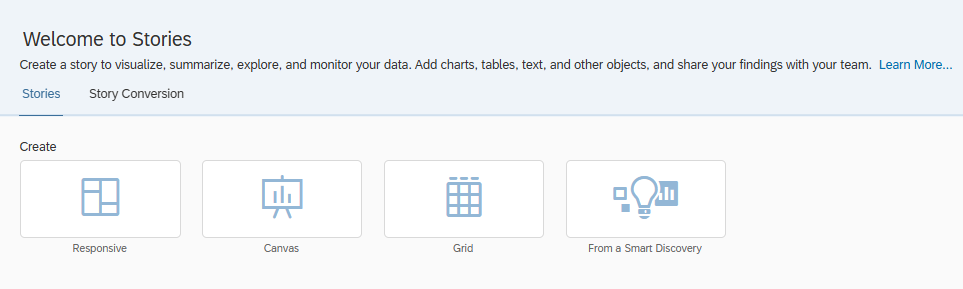 Welcome to Stories
Create a story to visualize, summarize, explore, and monitor your data. Add charts, tables, text, and other objects, and share your findings with your team. Learn More...
Stories Story Conversion
Create
Responsive Canvas Grid From a Smart Discovery